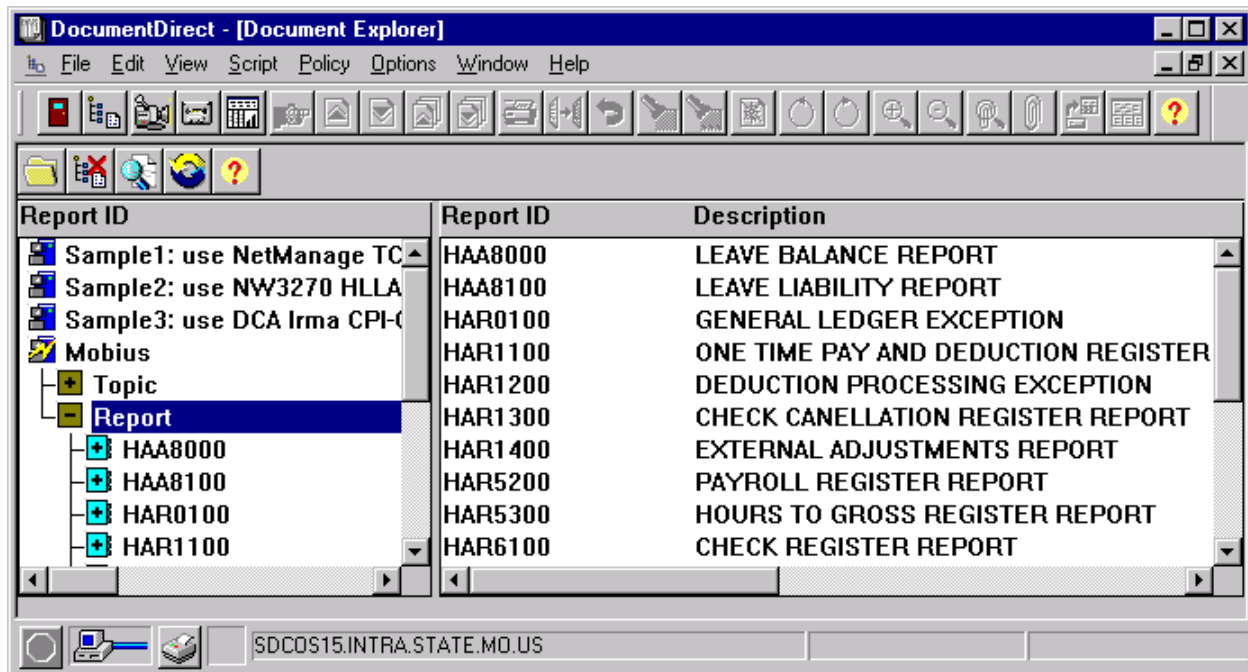 DocumentDirect - [Document Explorer]
File Edit View Script Policy Options Window Help
Report ID
Sample1: use NetManage TC
Sample2: use NW3270 HLLA
Sample3: use DCA Irma CPI-C
Mobius
Topic
Report
HAA8000
HAA8100
HAR0100
HAR1100
Report ID Description
HAA8000 LEAVE BALANCE REPORT
HAA8100 LEAVE LIABILITY REPORT
HAR0100 GENERAL LEDGER EXCEPTION
HAR1100 ONE TIME PAY AND DEDUCTION REGISTER
HAR1200 DEDUCTION PROCESSING EXCEPTION
HAR1300 CHECK CANELLATION REGISTER REPORT
HAR1400 EXTERNAL ADJUSTMENTS REPORT
HAR5200 PAYROLL REGISTER REPORT
HAR5300 HOURS TO GROSS REGISTER REPORT
HAR6100 CHECK REGISTER REPORT
SDCOS15.INTRA.STATE.MO.US